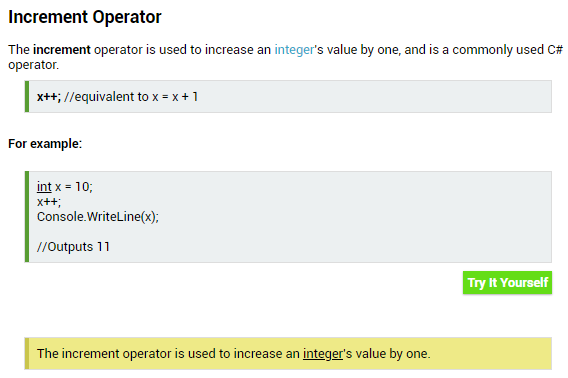 Increment Operator
The increment operator is used to increase an integer's value by one, and is a commonly used C#
operator.
x++; //equivalent to x = x + 1
For example:
int x = 10;
x++;
Console.WriteLine(x);
//Outputs 11
Try It Yourself
The increment operator is used to increase an integer's value by one.